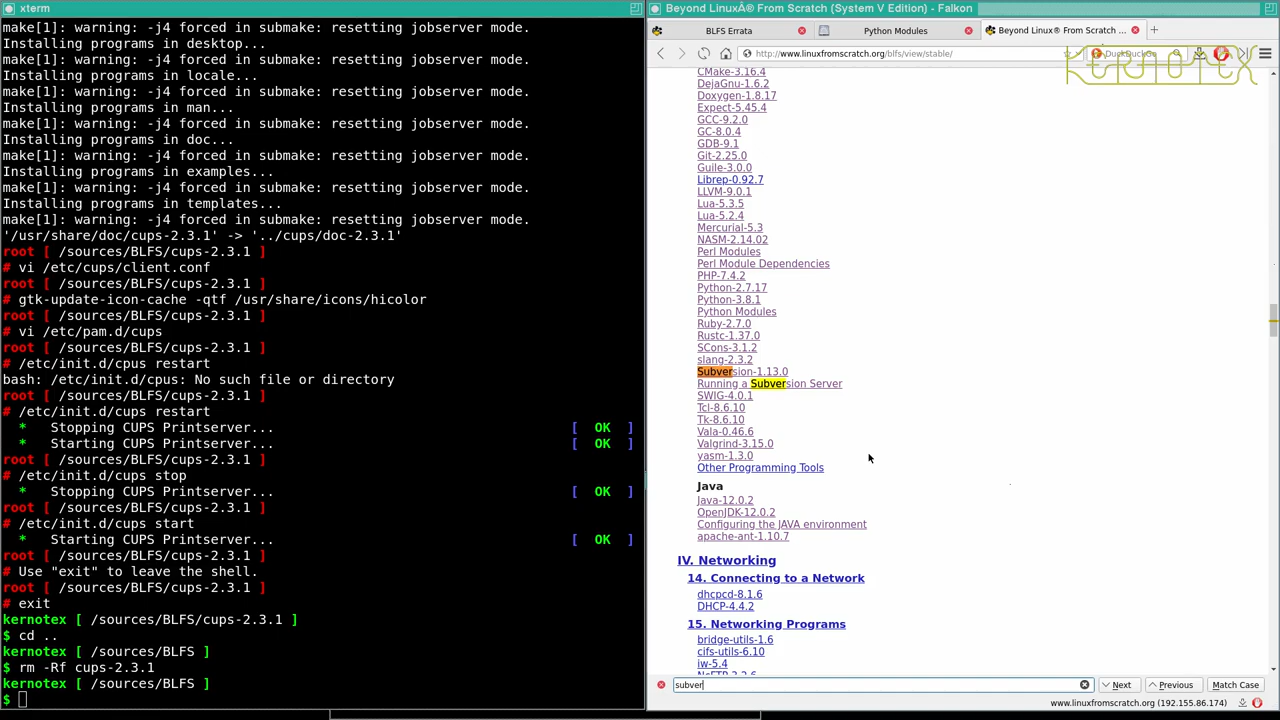 xterm
make[1]: warning: -j4 forced in submake: resetting jobserver mode.
Installing programs in desktop...
make[1]: warning: -j4 forced in submake: resetting jobserver mode.
Installing programs in locale...
make[1]: warning: -j4 forced in submake: resetting jobserver mode.
Installing programs in man...
make[1]: warning: -j4 forced in submake: resetting jobserver mode.
Installing programs in doc...
make[1]: warning: -j4 forced in submake: resetting jobserver mode.
Installing programs in examples...
make[1]: warning: -j4 forced in submake: resetting jobserver mode.
Installing programs in templates...
make[1]: warning: -j4 forced in submake: resetting jobserver mode.
'/usr/share/doc/cups-2.3.1' -> '../cups/doc-2.3.1'
root [ /sources/BLFS/cups-2.3.1 ]
# vi /etc/cups/client.conf
root [ /sources/BLFS/cups-2.3.1 ]
# gtk-update-icon-cache -qtf /usr/share/icons/hicolor
root [ /sources/BLFS/cups-2.3.1 ]
# vi /etc/pam.d/cups
root [ /sources/BLFS/cups-2.3.1 ]
# /etc/init.d/cpus restart
bash: /etc/init.d/cpus: No such file or directory
root [ /sources/BLFS/cups-2.3.1 ]
# /etc/init.d/cups restart
* Stopping CUPS Printserver... [ OK ]
* Starting CUPS Printserver... [ OK ]
root [ /sources/BLFS/cups-2.3.1 ]
# /etc/init.d/cups stop
* Stopping CUPS Printserver... [ OK ]
root [ /sources/BLFS/cups-2.3.1 ]
# /etc/init.d/cups start
* Starting CUPS Printserver... [ OK ]
root [ /sources/BLFS/cups-2.3.1 ]
# Use "exit" to leave the shell.
root [ /sources/BLFS/cups-2.3.1 ]
# exit
kernotex [ /sources/BLFS/cups-2.3.1 ]
$ cd ..
kernotex [ /sources/BLFS ]
$ rm -Rf cups-2.3.1
kernotex [ /sources/BLFS ]
$
Beyond LinuxÂ® From Scratch (System V Edition) - Falkon
BLFS Errata
Python Modules
Beyond Linux® From Scratch ...
http://www.linuxfromscratch.org/blfs/view/stable/
DuckDuckGo
KERNOTEX
CMake-3.16.4
DejaGnu-1.6.2
Doxygen-1.8.17
Expect-5.45.4
GCC-9.2.0
GC-8.0.4
GDB-9.1
Git-2.25.0
Guile-3.0.0
Librep-0.92.7
LLVM-9.0.1
Lua-5.3.5
Lua-5.2.4
Mercurial-5.3
NASM-2.14.02
Perl Modules
Perl Module Dependencies
PHP-7.4.2
Python-2.7.17
Python-3.8.1
Python Modules
Ruby-2.7.0
Rustc-1.37.0
SCons-3.1.2
slang-2.3.2
Subversion-1.13.0
Running a Subversion Server
SWIG-4.0.1
Tcl-8.6.10
Tk-8.6.10
Vala-0.46.6
Valgrind-3.15.0
yasm-1.3.0
Other Programming Tools
Java
Java-12.0.2
OpenJDK-12.0.2
Configuring the JAVA environment
apache-ant-1.10.7
IV. Networking
14. Connecting to a Network
dhcpcd-8.1.6
DHCP-4.4.2
15. Networking Programs
bridge-utils-1.6
cifs-utils-6.10
iw-5.4
subver
Next
Previous
Match Case
www.linuxfromscratch.org (192.155.86.174)